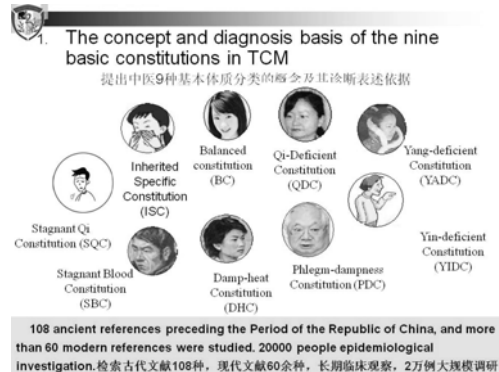 1. The concept and diagnosis basis of the nine
basic constitutions in TCM
提出中医9种基本体质分类的概念及其诊断表述依据
Inherited
Specific
Constitution
(ISC)
Balanced
constitution
(BC)
Qi-Deficient
Constitution
(QDC)
Yang-deficient
Constitution
(YADC)
Stagnant Qi
Constitution (SQC)
Stagnant Blood
Constitution
(SBC)
Damp-heat
Constitution
(DHC)
Phlegm-dampness
Constitution (PDC)
Yin-deficient
Constitution
(YIDC)
108 ancient references preceding the Period of the Republic of China, and more
than 60 modern references were studied. 20000 people epidemiological
investigation.检索古代文献108种，现代文献60余种，长期临床观察，2万例大规模调研